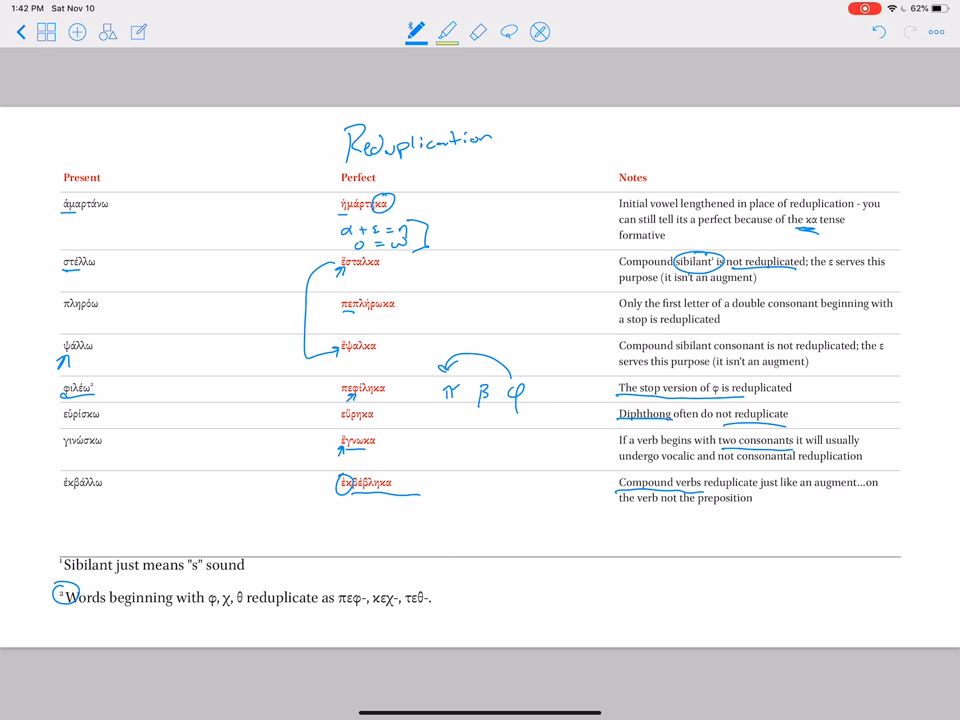 1:42 PM Sat Nov 10
62%
Reduplication
Present Perfect Notes
ἁμαρτάνω ἡμάρτηκα Initial vowel lengthened in place of reduplication - you
can still tell its a perfect because of the κα tense
formative
α + ε = η
ο = ω
στέλλω ἔσταλκα Compound sibilant¹ is not reduplicated; the ε serves this
purpose (it isn't an augment)
πληρόω πεπλήρωκα Only the first letter of a double consonant beginning with
a stop is reduplicated
ψάλλω ἔψαλκα Compound sibilant consonant is not reduplicated; the ε
serves this purpose (it isn't an augment)
φιλέω² πεφίληκα The stop version of φ is reduplicated
π β φ
εὑρίσκω εὕρηκα Diphthong often do not reduplicate
γινώσκω ἔγνωκα If a verb begins with two consonants it will usually
undergo vocalic and not consonantal reduplication
ἐκβάλλω ἐκβέβληκα Compound verbs reduplicate just like an augment...on
the verb not the preposition
¹Sibilant just means "s" sound
²Words beginning with φ, χ, θ reduplicate as πεφ-, κεχ-, τεθ-.